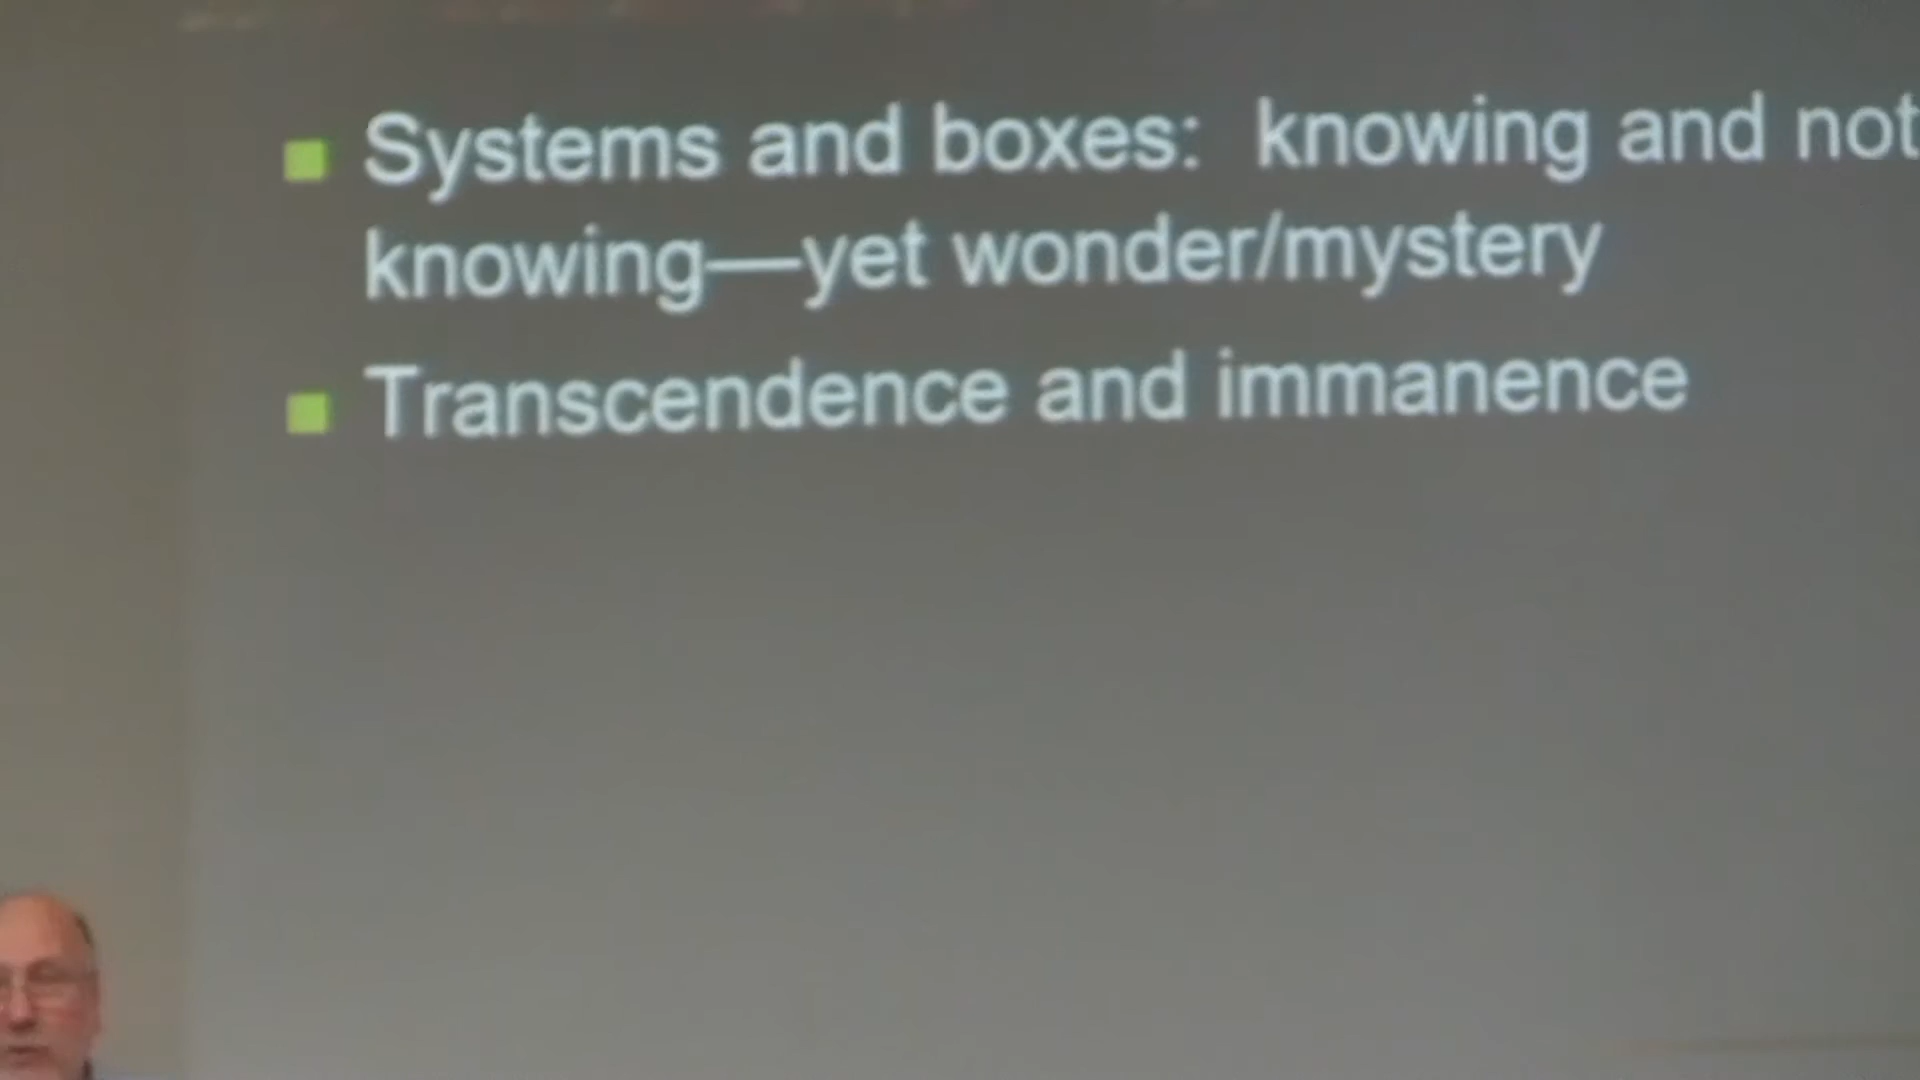 Systems and boxes: knowing and not
knowing—yet wonder/mystery
Transcendence and immanence